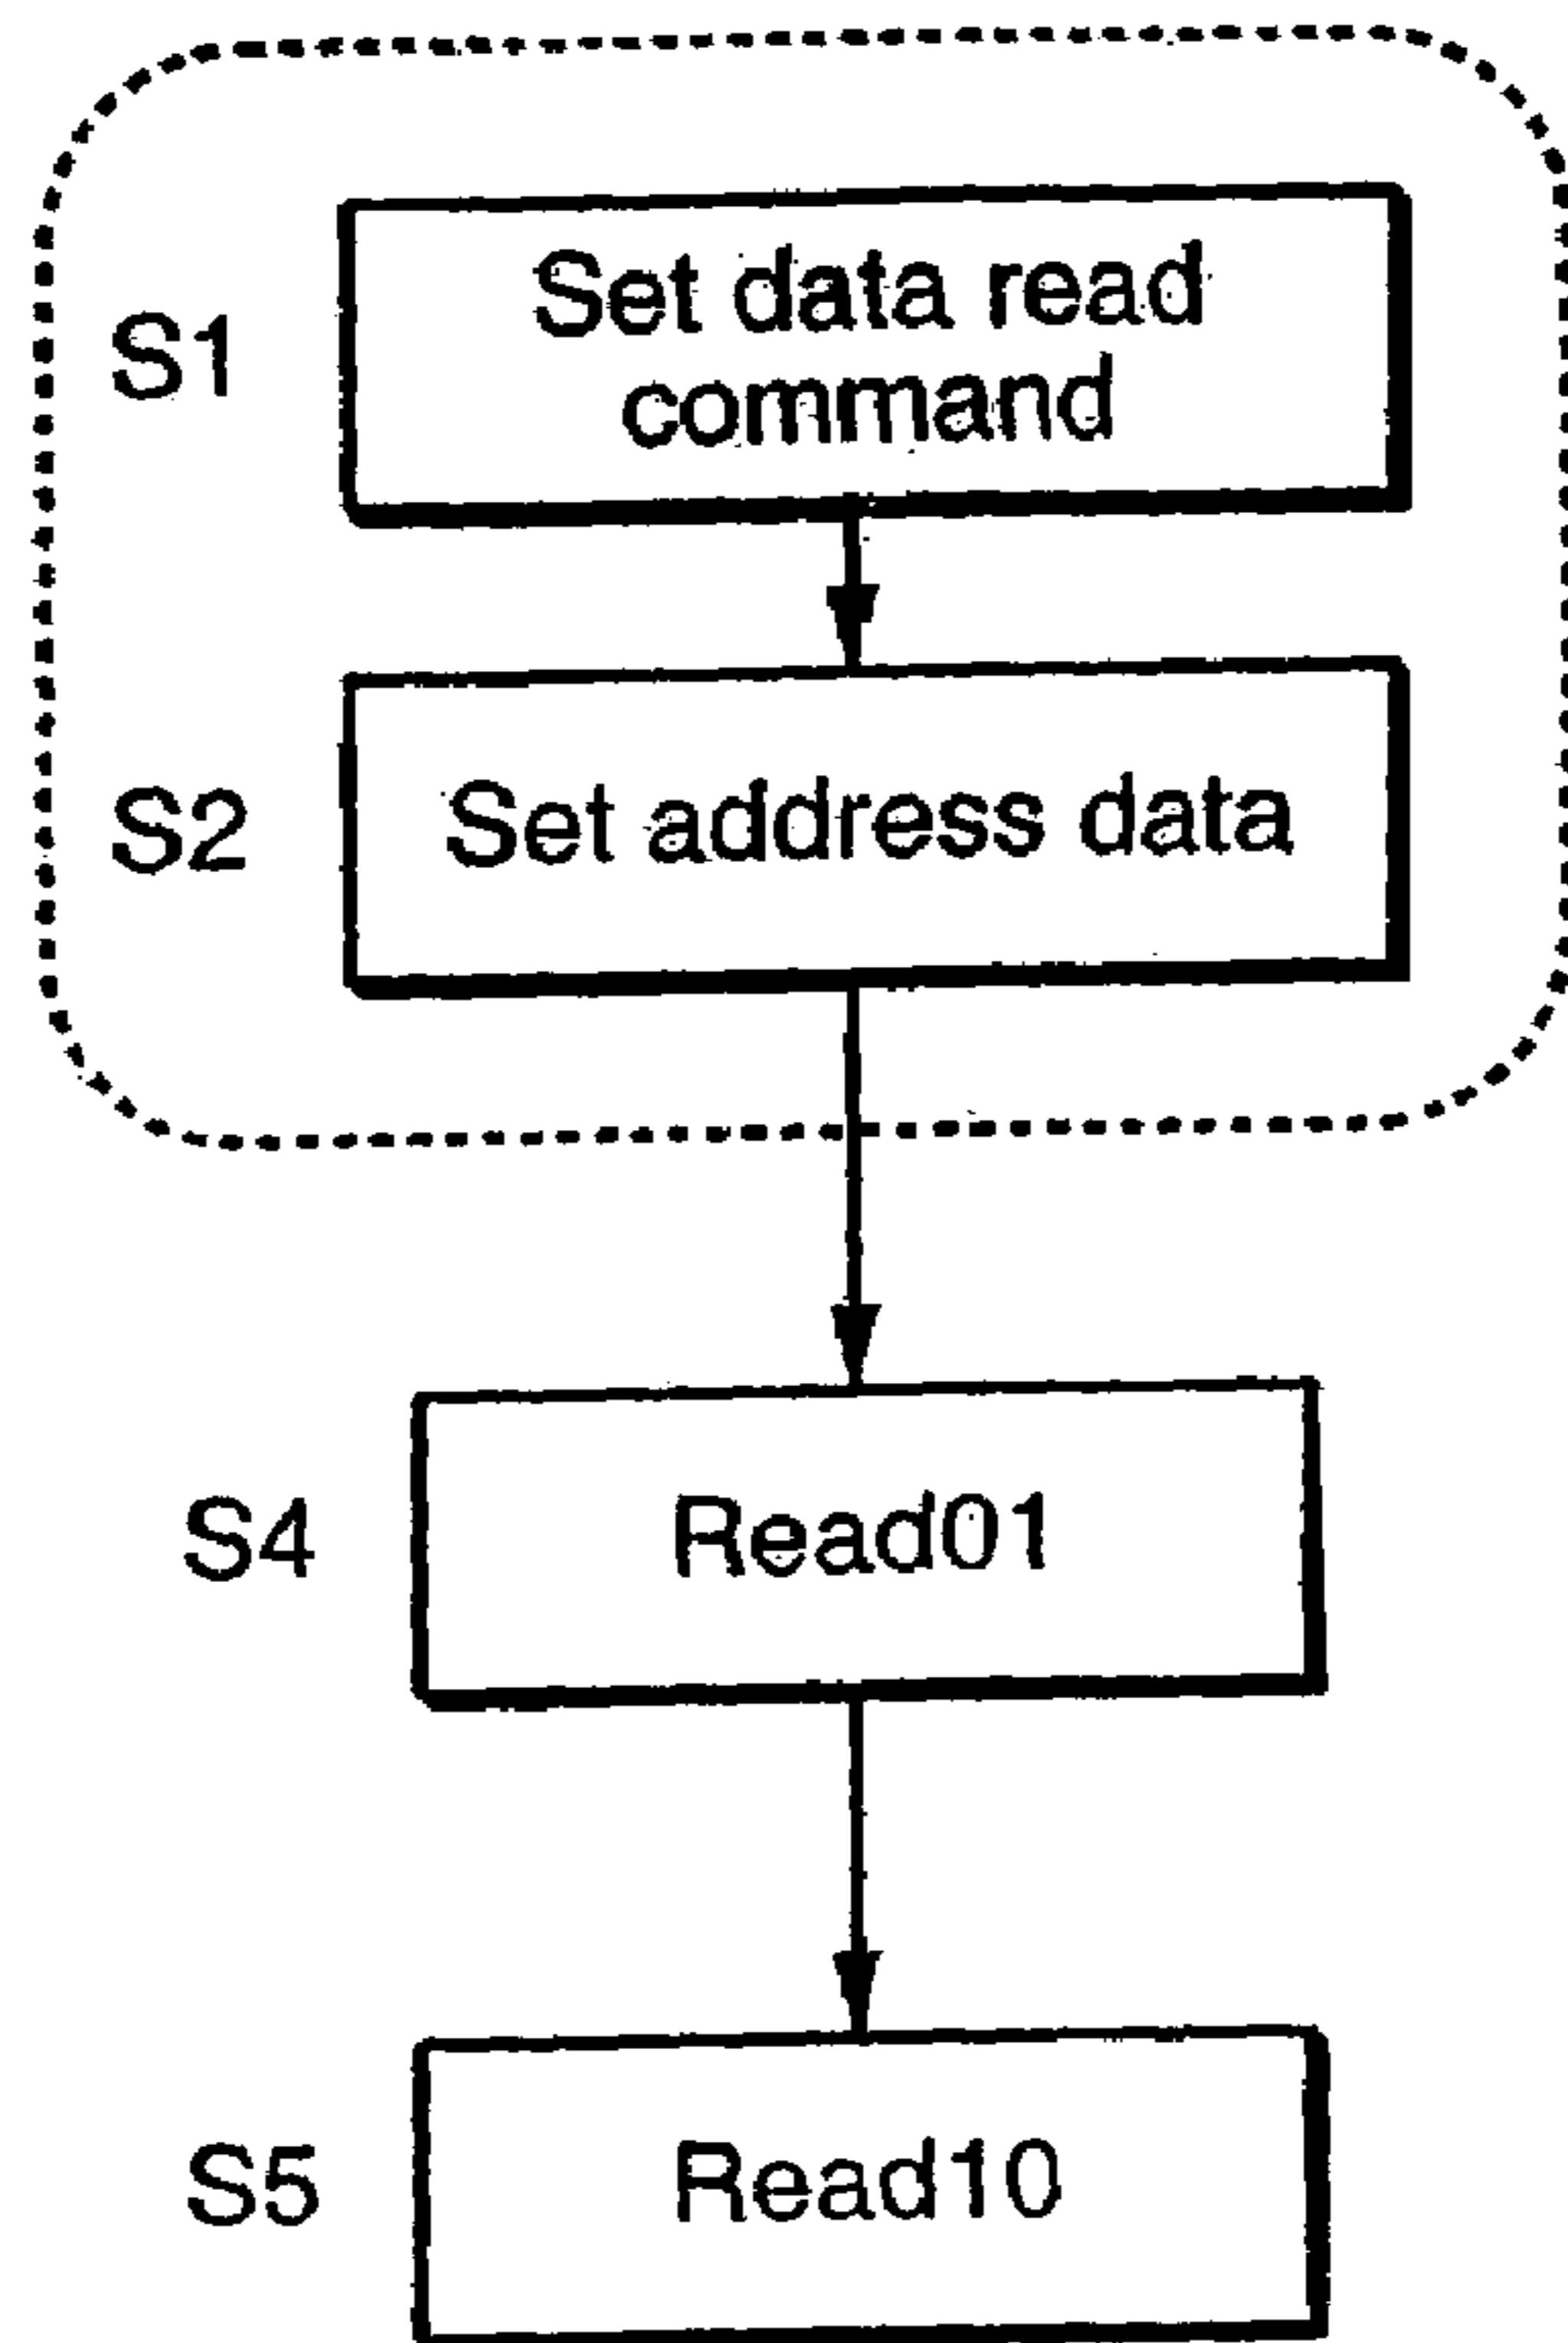 Set data read
S1
command
S2 Set address data
S4 Read01
S5 Read10